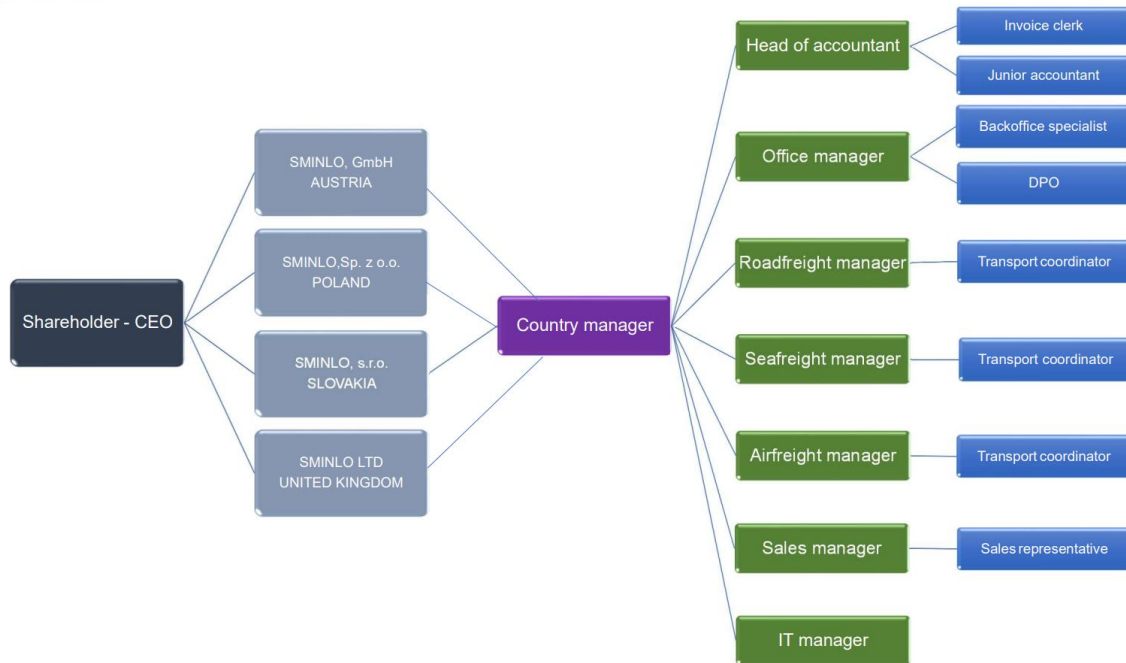 Shareholder - CEO
SMINLO, GmbH
AUSTRIA
SMINLO,Sp. z o.o.
POLAND
SMINLO, s.r.o.
SLOVAKIA
SMINLO LTD
UNITED KINGDOM
Country manager
Head of accountant
Invoice clerk
Junior accountant
Office manager
Backoffice specialist
DPO
Roadfreight manager
Transport coordinator
Seafreight manager
Transport coordinator
Airfreight manager
Transport coordinator
Sales manager
Sales representative
IT manager